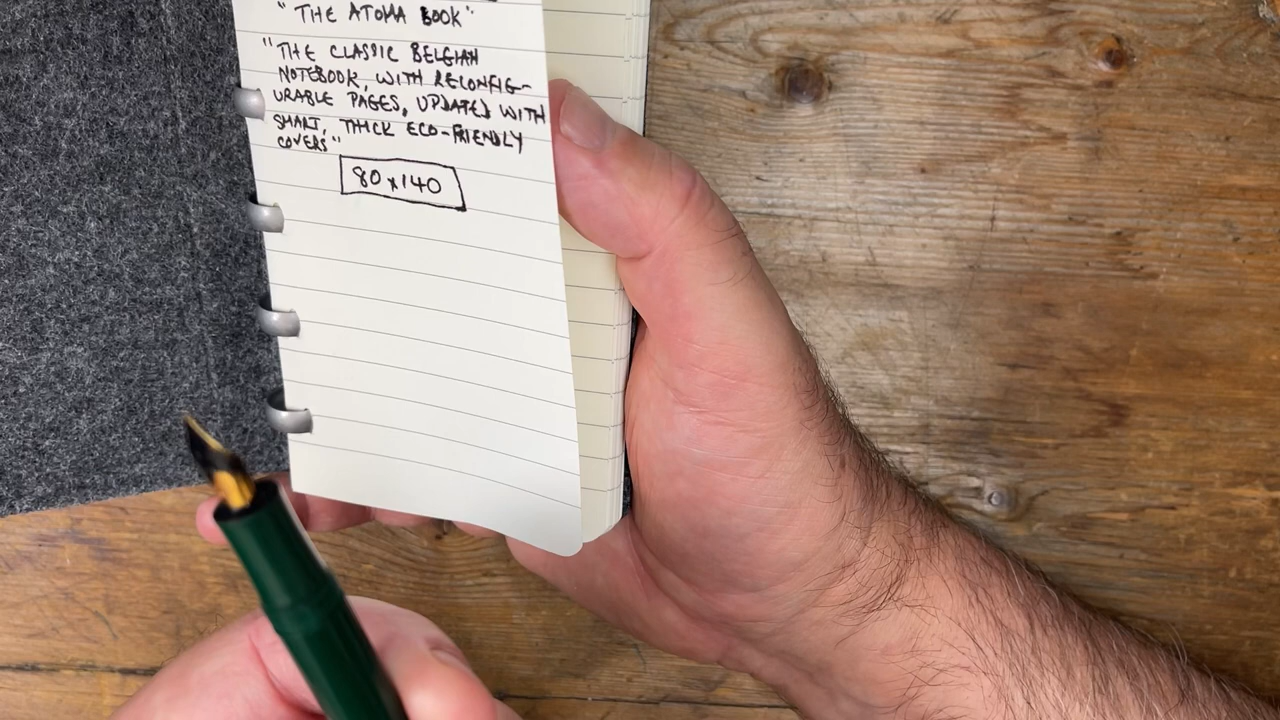 "THE ATOMA BOOK"
"THE CLASSIC BELGIAN
NOTEBOOK, WITH RECONFIG-
URABLE PAGES, UPDATED WITH
SMART, THICK ECO-FRIENDLY
COVERS"
80x140